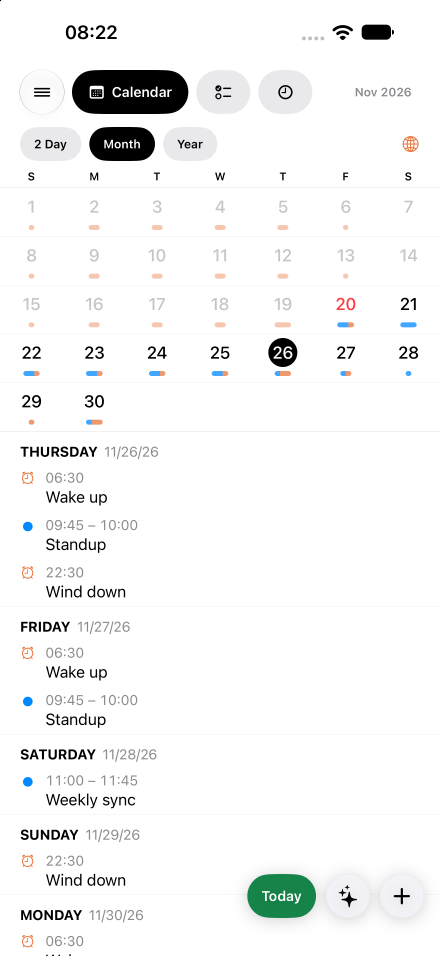 08:22
Calendar
Nov 2026
2 Day Month Year
S M T W T F S
1 2 3 4 5 6 7
8 9 10 11 12 13 14
15 16 17 18 19 20 21
22 23 24 25 26 27 28
29 30
THURSDAY 11/26/26
06:30
Wake up
09:45 – 10:00
Standup
22:30
Wind down
FRIDAY 11/27/26
06:30
Wake up
09:45 – 10:00
Standup
SATURDAY 11/28/26
11:00 – 11:45
Weekly sync
SUNDAY 11/29/26
22:30
Wind down
Today
MONDAY 11/30/26
06:30